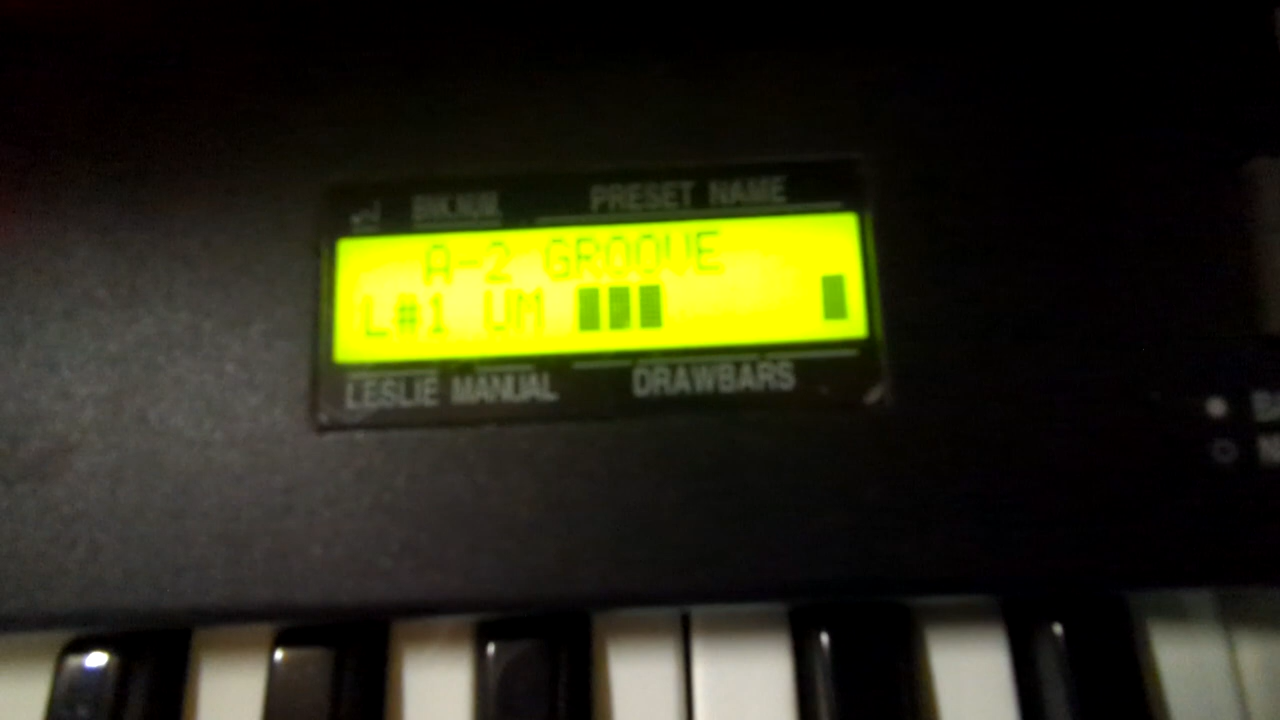 BNK.NUM. PRESET NAME
A-2 GROOVE
L#1 UM
LESLIE MANUAL DRAWBARS